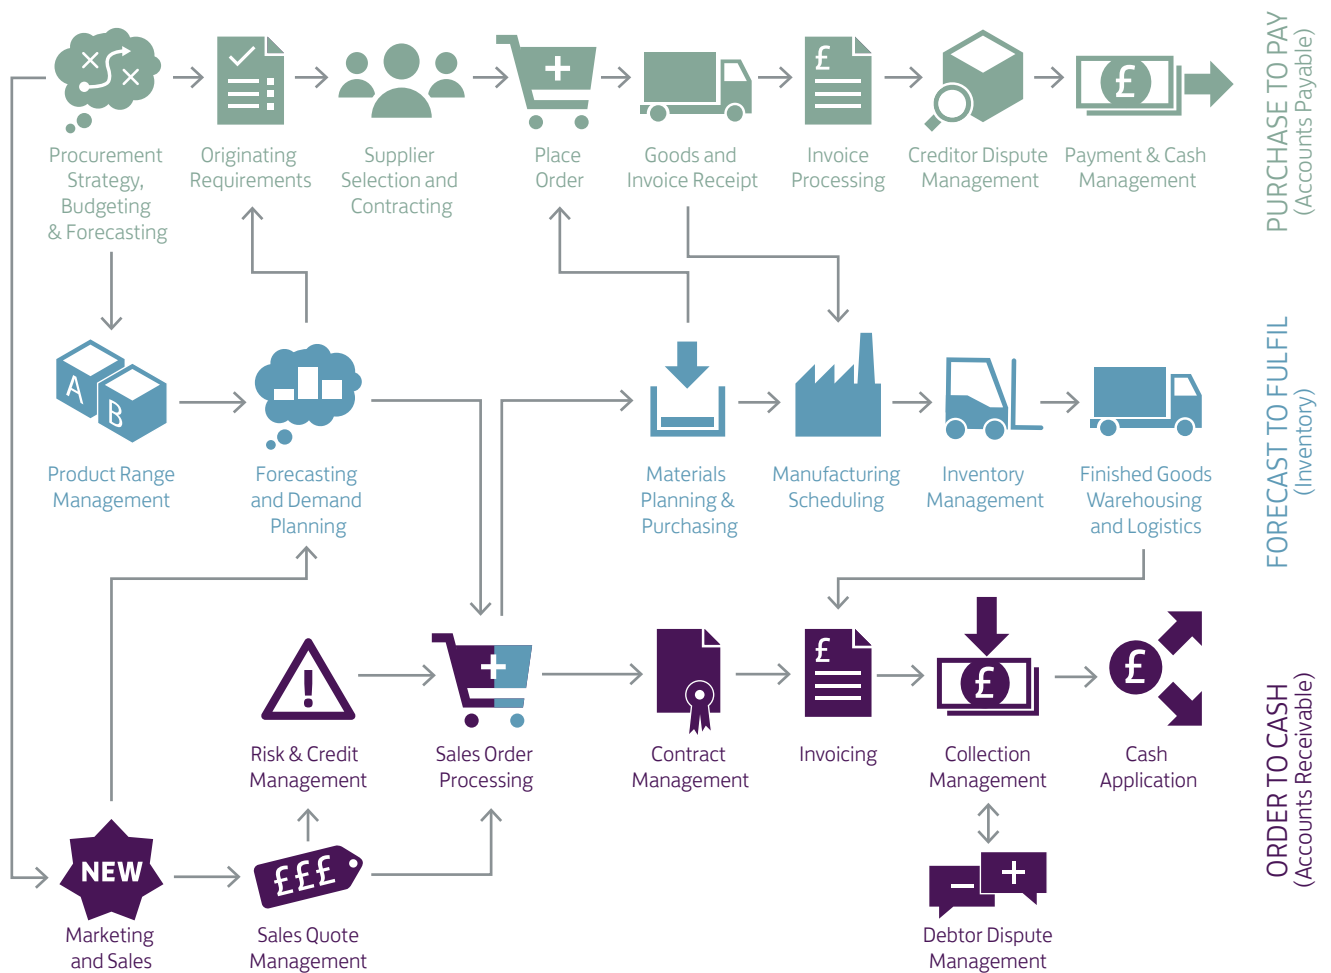 Procurement
Strategy,
Budgeting
& Forecasting
Originating
Requirements
Supplier
Selection and
Contracting
Place
Order
Goods and
Invoice Receipt
£
Invoice
Processing
Creditor Dispute
Management
£
Payment & Cash
Management
PURCHASE TO PAY
(Accounts Payable)
A
B
Product Range
Management
Forecasting
and Demand
Planning
Materials
Planning &
Purchasing
Manufacturing
Scheduling
Inventory
Management
Finished Goods
Warehousing
and Logistics
FORECAST TO FULFIL
(Inventory)
!
Risk & Credit
Management
Sales Order
Processing
Contract
Management
£
Invoicing
£
Collection
Management
£
Cash
Application
NEW
Marketing
and Sales
£££
Sales Quote
Management
Debtor Dispute
Management
ORDER TO CASH
(Accounts Receivable)